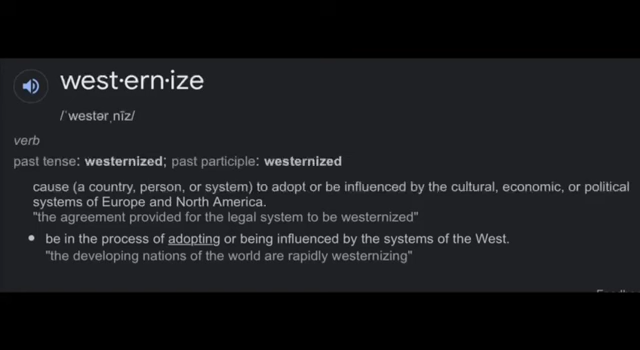 west·ern·ize
/ˈwestərˌnīz/
verb
past tense: westernized; past participle: westernized
cause (a country, person, or system) to adopt or be influenced by the cultural, economic, or political
systems of Europe and North America.
"the agreement provided for the legal system to be westernized"
• be in the process of adopting or being influenced by the systems of the West.
"the developing nations of the world are rapidly westernizing"